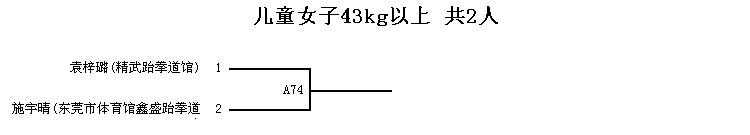 儿童女子43kg以上 共2人
袁梓璐(精武跆拳道馆) 1
A74
施宇晴(东莞市体育馆鑫盛跆拳道 2